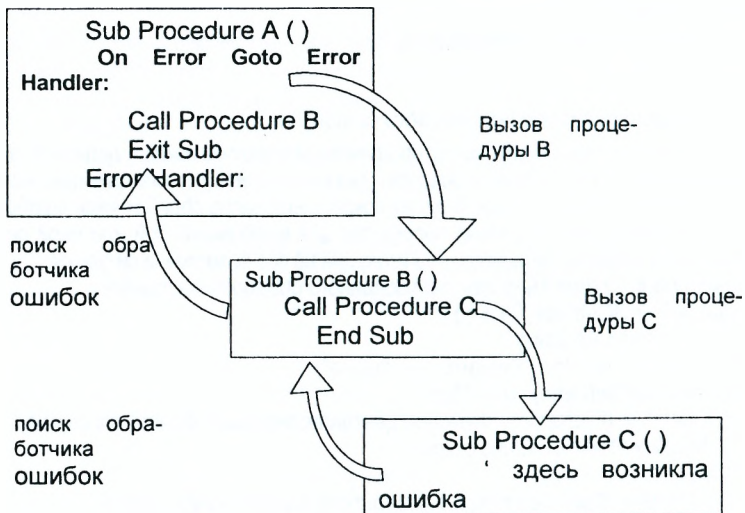 Sub Procedure A ( )
On Error Goto Error
Handler:
Call Procedure B
Exit Sub
Error Handler:
Вызов проце-
дуры В
поиск обра
ботчика
ошибок
Sub Procedure B ( )
Call Procedure C
End Sub
Вызов проце-
дуры С
поиск обра-
ботчика
ошибок
Sub Procedure C ( )
‘ здесь возникла
ошибка